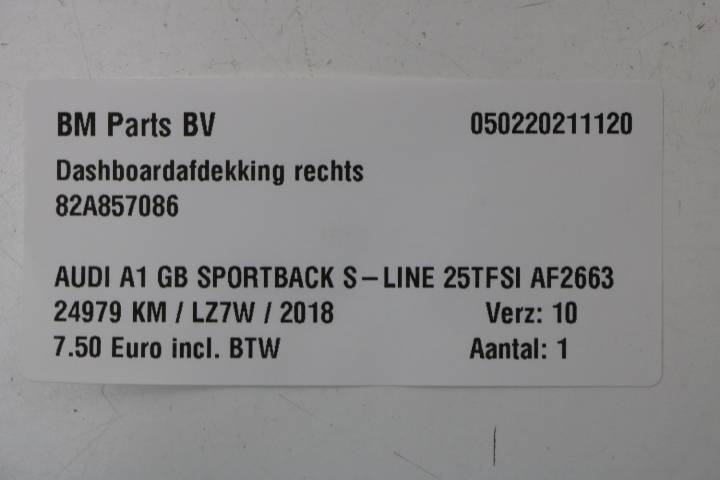 BM Parts BV 050220211120
Dashboardafdekking rechts
82A857086
AUDI A1 GB SPORTBACK S-LINE 25TFSI AF2663
24979 KM / LZ7W / 2018 Verz: 10
7.50 Euro incl. BTW Aantal: 1